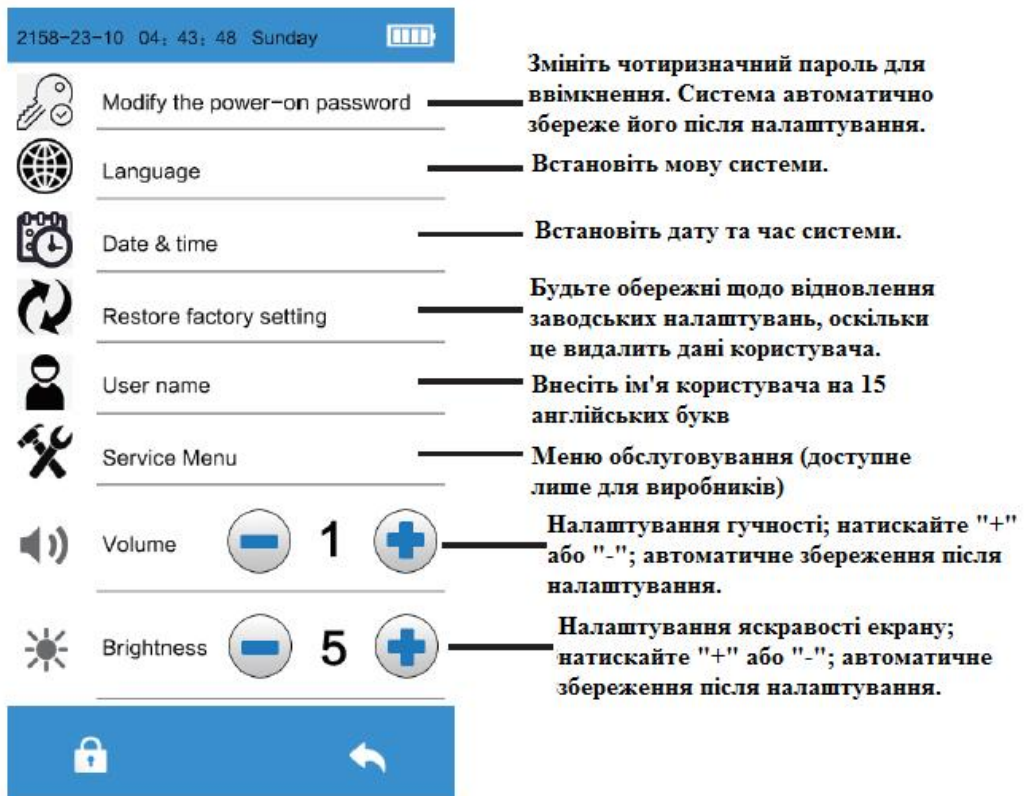 2158-23-10 04: 43: 48 Sunday
Modify the power-on password
Змініть чотиризначний пароль для
ввімкнення. Система автоматично
збереже його після налаштування.
Language
Встановіть мову системи.
Date & time
Встановіть дату та час системи.
Restore factory setting
Будьте обережні щодо відновлення
заводських налаштувань, оскільки
це видалить дані користувача.
User name
Внесіть ім'я користувача на 15
англійських букв
Service Menu
Меню обслуговування (доступне
лише для виробників)
Volume 1
Налаштування гучності; натискайте "+"
або "-"; автоматичне збереження після
налаштування.
Brightness 5
Налаштування яскравості екрану;
натискайте "+" або "-"; автоматичне
збереження після налаштування.